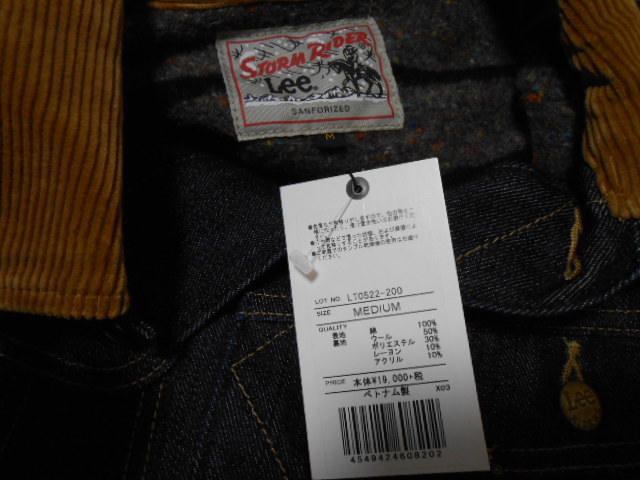 STORM RIDER
Lee®
SANFORIZED
M
LOT NO. LT0522-200
SIZE MEDIUM
QUALITY
表地 綿 100%
裏地 ウール 50%
ポリエステル 30%
レーヨン 10%
アクリル 10%
PRICE 本体¥19,000+税
ベトナム製 X03
4549424608202
Lee